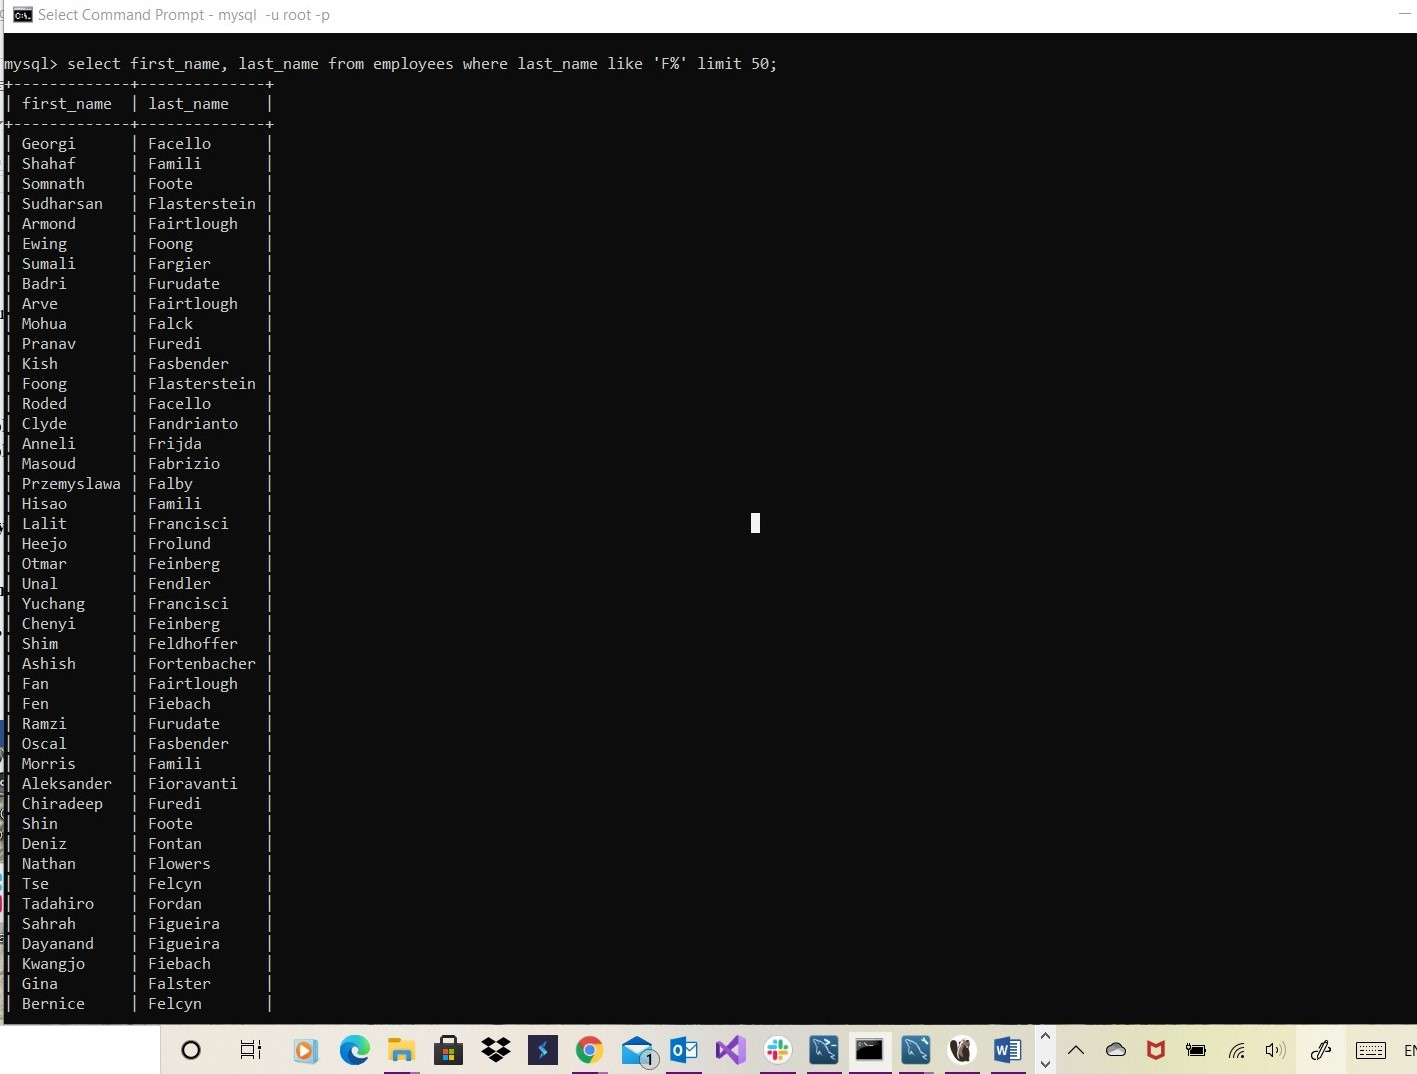 Select Command Prompt - mysql  -u root -p
mysql> select first_name, last_name from employees where last_name like 'F%' limit 50;
+-------------+--------------+
| first_name  | last_name    |
+-------------+--------------+
| Georgi      | Facello      |
| Shahaf      | Famili       |
| Somnath     | Foote        |
| Sudharsan   | Flasterstein |
| Armond      | Fairtlough   |
| Ewing       | Foong        |
| Sumali      | Fargier      |
| Badri       | Furudate     |
| Arve        | Fairtlough   |
| Mohua       | Falck        |
| Pranav      | Furedi       |
| Kish        | Fasbender    |
| Foong       | Flasterstein |
| Roded       | Facello      |
| Clyde       | Fandrianto   |
| Anneli      | Frijda       |
| Masoud      | Fabrizio     |
| Przemyslawa | Falby        |
| Hisao       | Famili       |
| Lalit       | Francisci    |
| Heejo       | Frolund      |
| Otmar       | Feinberg     |
| Unal        | Fendler      |
| Yuchang     | Francisci    |
| Chenyi      | Feinberg     |
| Shim        | Feldhoffer   |
| Ashish      | Fortenbacher |
| Fan         | Fairtlough   |
| Fen         | Fiebach      |
| Ramzi       | Furudate     |
| Oscal       | Fasbender    |
| Morris      | Famili       |
| Aleksander  | Fioravanti   |
| Chiradeep   | Furedi       |
| Shin        | Foote        |
| Deniz       | Fontan       |
| Nathan      | Flowers      |
| Tse         | Felcyn       |
| Tadahiro    | Fordan       |
| Sahrah      | Figueira     |
| Dayanand    | Figueira     |
| Kwangjo     | Fiebach      |
| Gina        | Falster      |
| Bernice     | Felcyn       |
1
EN